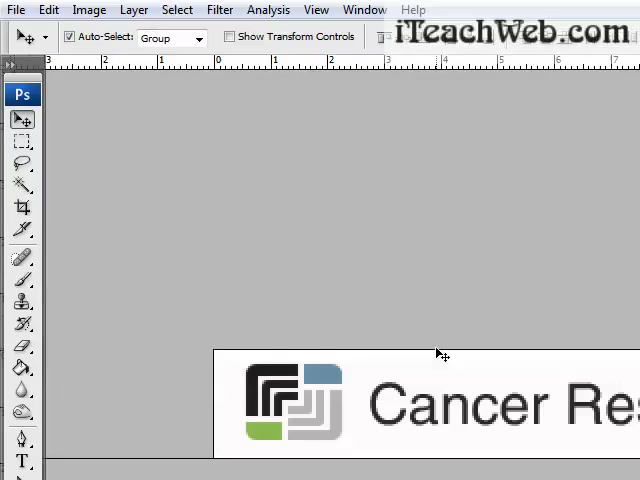 File Edit Image Layer Select Filter Analysis View Window Help
iTeachWeb.com
Auto-Select: Group Show Transform Controls
3 2 1 0 1 2 3 4 5 6 7
Ps
Cancer Res
T